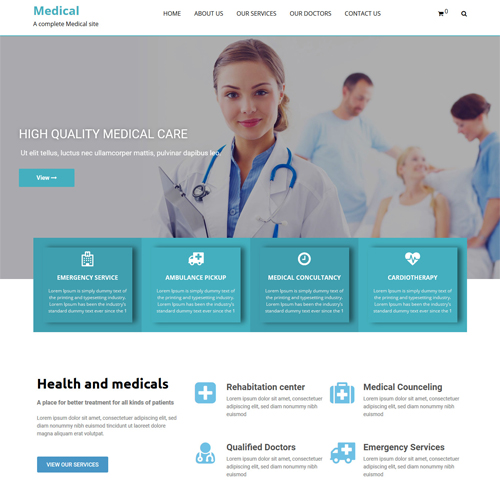 Medical
A complete Medical site
HOME ABOUT US OUR SERVICES OUR DOCTORS CONTACT US 0
HIGH QUALITY MEDICAL CARE
Ut elit tellus, luctus nec ullamcorper mattis, pulvinar dapibus leo.
View
EMERGENCY SERVICE
Lorem Ipsum is simply dummy text of
the printing and typesetting industry.
Lorem Ipsum has been the industry's
standard dummy text ever since the 1
AMBULANCE PICKUP
Lorem Ipsum is simply dummy text of
the printing and typesetting industry.
Lorem Ipsum has been the industry's
standard dummy text ever since the 1
MEDICAL CONCULTANCY
Lorem Ipsum is simply dummy text of
the printing and typesetting industry.
Lorem Ipsum has been the industry's
standard dummy text ever since the 1
CARDIOTHERAPY
Lorem Ipsum is simply dummy text of
the printing and typesetting industry.
Lorem Ipsum has been the industry's
standard dummy text ever since the 1
Health and medicals
A place for better treatment for all kinds of patients
Lorem ipsum dolor sit amet, consectetuer adipiscing elit,
sed diam nonummy nibh euismod tincidunt ut laoreet dolore
magna aliquam erat volutpat.
VIEW OUR SERVICES
Rehabitation center
Lorem ipsum dolor sit amet, consectetuer
adipiscing elit, sed diam nonummy nibh
euismod
Medical Counceling
Lorem ipsum dolor sit amet, consectetuer
adipiscing elit, sed diam nonummy nibh
euismod
Qualified Doctors
Lorem ipsum dolor sit amet, consectetuer
adipiscing elit, sed diam nonummy nibh
euismod
Emergency Services
Lorem ipsum dolor sit amet, consectetuer
adipiscing elit, sed diam nonummy nibh
euismod